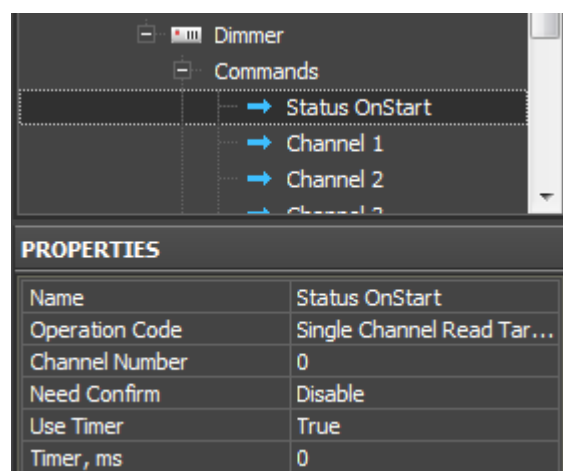 Dimmer
Commands
Status OnStart
Channel 1
Channel 2
PROPERTIES
Name Status OnStart
Operation Code Single Channel Read Tar...
Channel Number 0
Need Confirm Disable
Use Timer True
Timer, ms 0